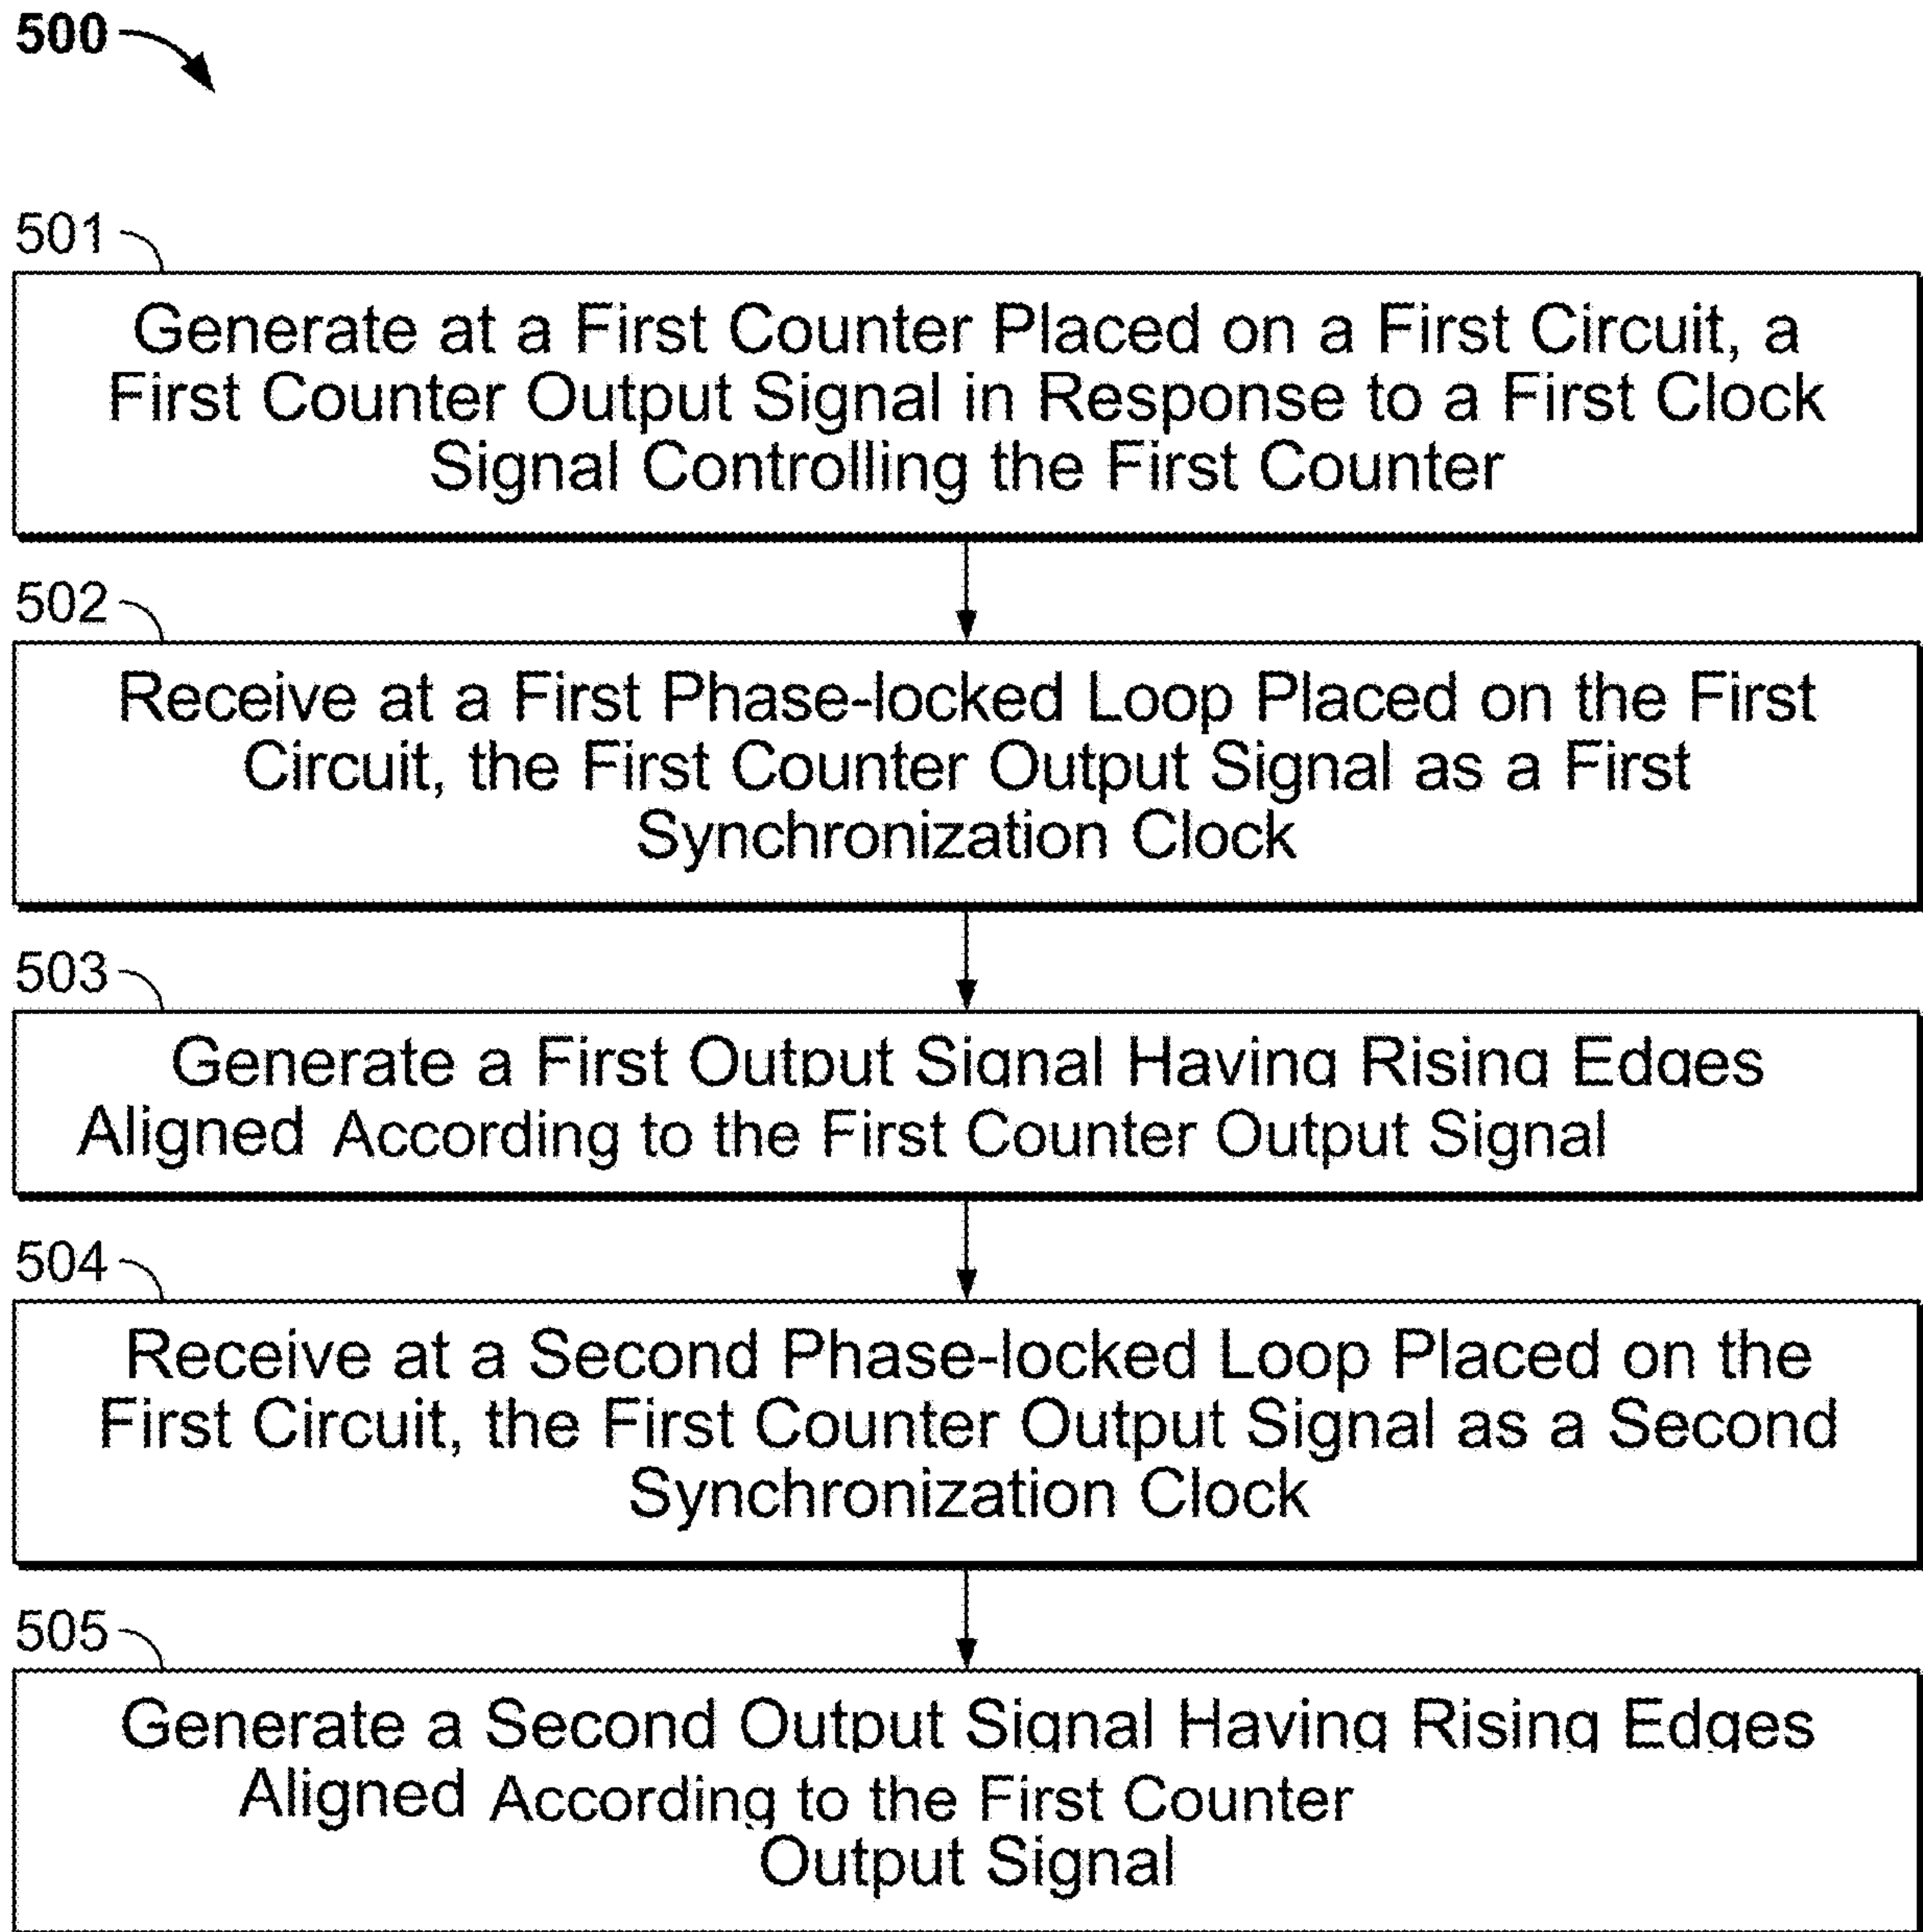 500
501
Generate at a First Counter Placed on a First Circuit, a
First Counter Output Signal in Response to a First Clock
Signal Controlling the First Counter
502
Receive at a First Phase-locked Loop Placed on the First
Circuit, the First Counter Output Signal as a First
Synchronization Clock
503
Generate a First Output Signal Having Rising Edges
Aligned According to the First Counter Output Signal
504
Receive at a Second Phase-locked Loop Placed on the
First Circuit, the First Counter Output Signal as a Second
Synchronization Clock
505
Generate a Second Output Signal Having Rising Edges
Aligned According to the First Counter
Output Signal